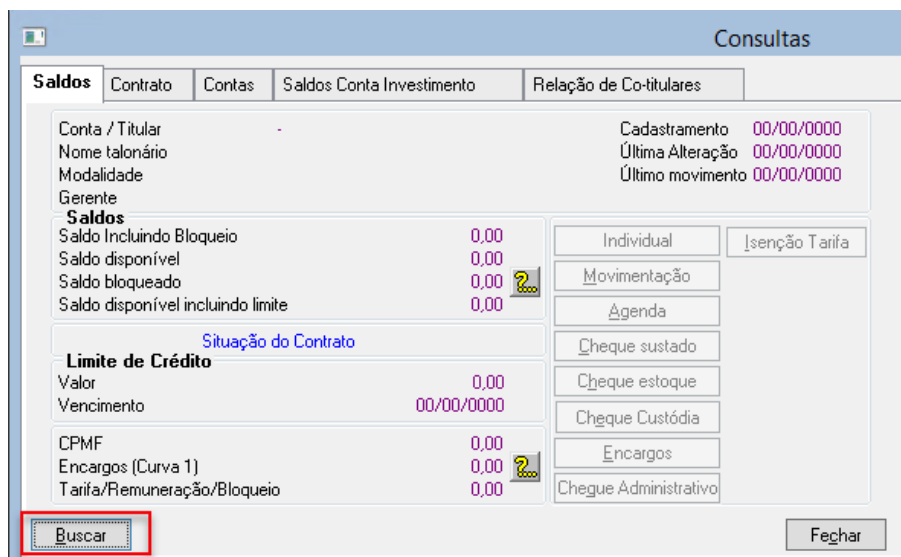 Consultas
Saldos Contrato Contas Saldos Conta Investimento Relação de Co-titulares
Conta / Titular - Cadastramento 00/00/0000
Nome talonário Última Alteração 00/00/0000
Modalidade Último movimento 00/00/0000
Gerente
Saldos
Saldo Incluindo Bloqueio 0,00 Individual Isenção Tarifa
Saldo disponível 0,00
Saldo bloqueado 0,00 Movimentação
Saldo disponível incluindo limite 0,00 Agenda
Situação do Contrato Cheque sustado
Limite de Crédito
Valor 0,00 Cheque estoque
Vencimento 00/00/0000 Cheque Custódia
CPMF 0,00
Encargos (Curva 1) 0,00 Encargos
Tarifa/Remuneração/Bloqueio 0,00 Cheque Administrativo
Buscar Fechar